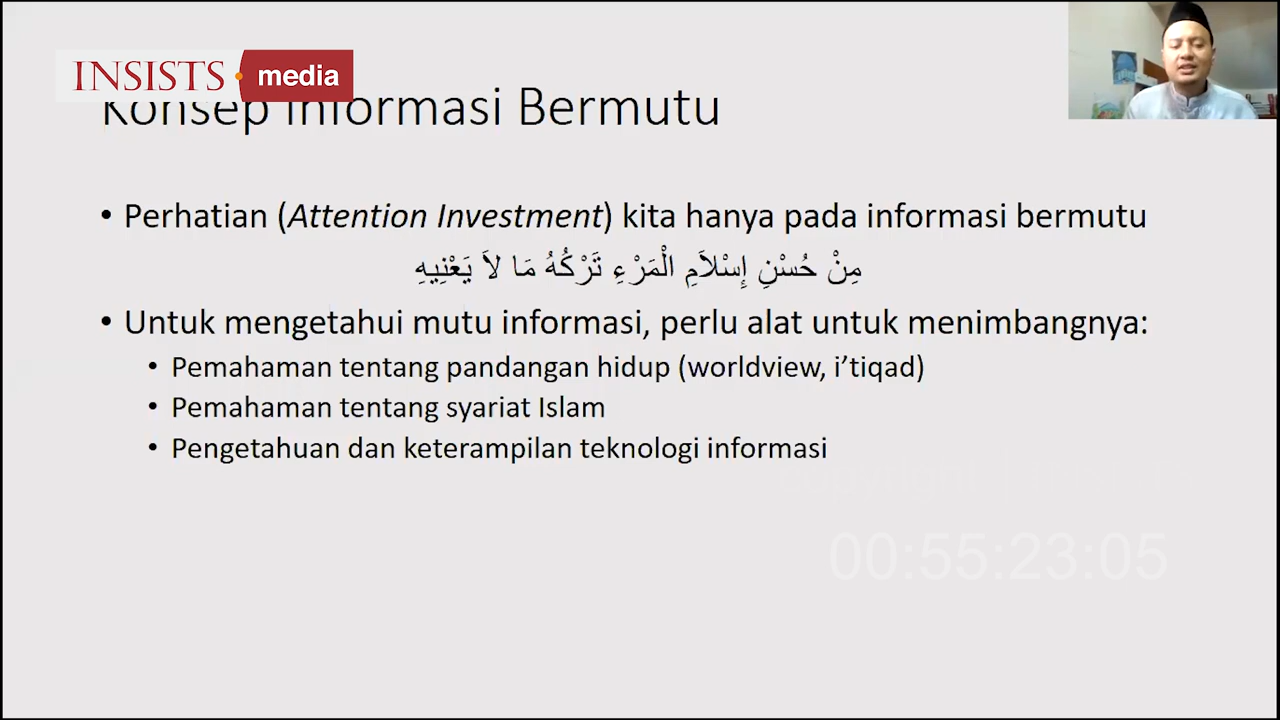 INSISTS media
Konsep Informasi Bermutu
• Perhatian (Attention Investment) kita hanya pada informasi bermutu
مِنْ حُسْنِ إِسْلاَمِ الْمَرْءِ تَرْكُهُ مَا لاَ يَعْنِيهِ
• Untuk mengetahui mutu informasi, perlu alat untuk menimbangnya:
• Pemahaman tentang pandangan hidup (worldview, i’tiqad)
• Pemahaman tentang syariat Islam
• Pengetahuan dan keterampilan teknologi informasi
copyright
00:55:23:05